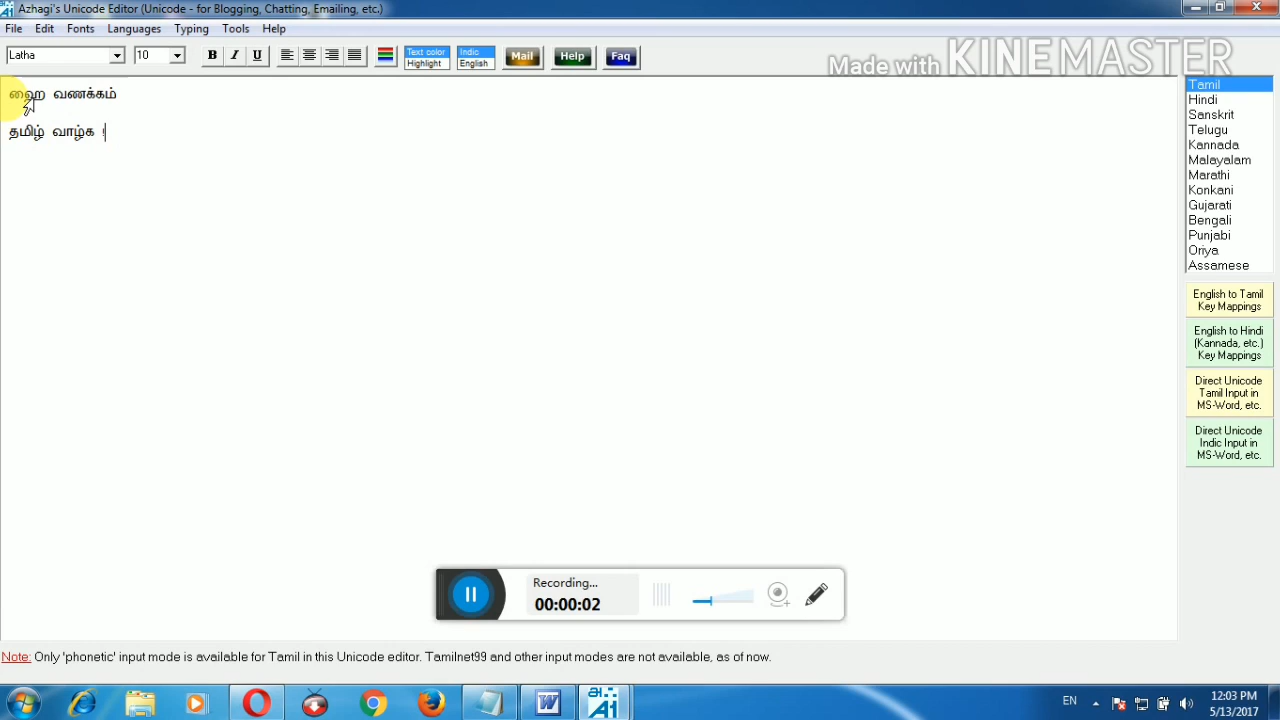 Azhagi's Unicode Editor (Unicode - for Blogging, Chatting, Emailing, etc.)
File Edit Fonts Languages Typing Tools Help
Latha 10 B I U Text color Highlight Indic English Mail Help Faq
Made with KINEMASTER
ஹை வணக்கம்
தமிழ் வாழ்க !
Tamil
Hindi
Sanskrit
Telugu
Kannada
Malayalam
Marathi
Konkani
Gujarati
Bengali
Punjabi
Oriya
Assamese
English to Tamil
Key Mappings
English to Hindi
(Kannada, etc.)
Key Mappings
Direct Unicode
Tamil Input in
MS-Word, etc.
Direct Unicode
Indic Input in
MS-Word, etc.
Recording...
00:00:02
Note: Only 'phonetic' input mode is available for Tamil in this Unicode editor. Tamilnet99 and other input modes are not available, as of now.
EN
12:03 PM
5/13/2017